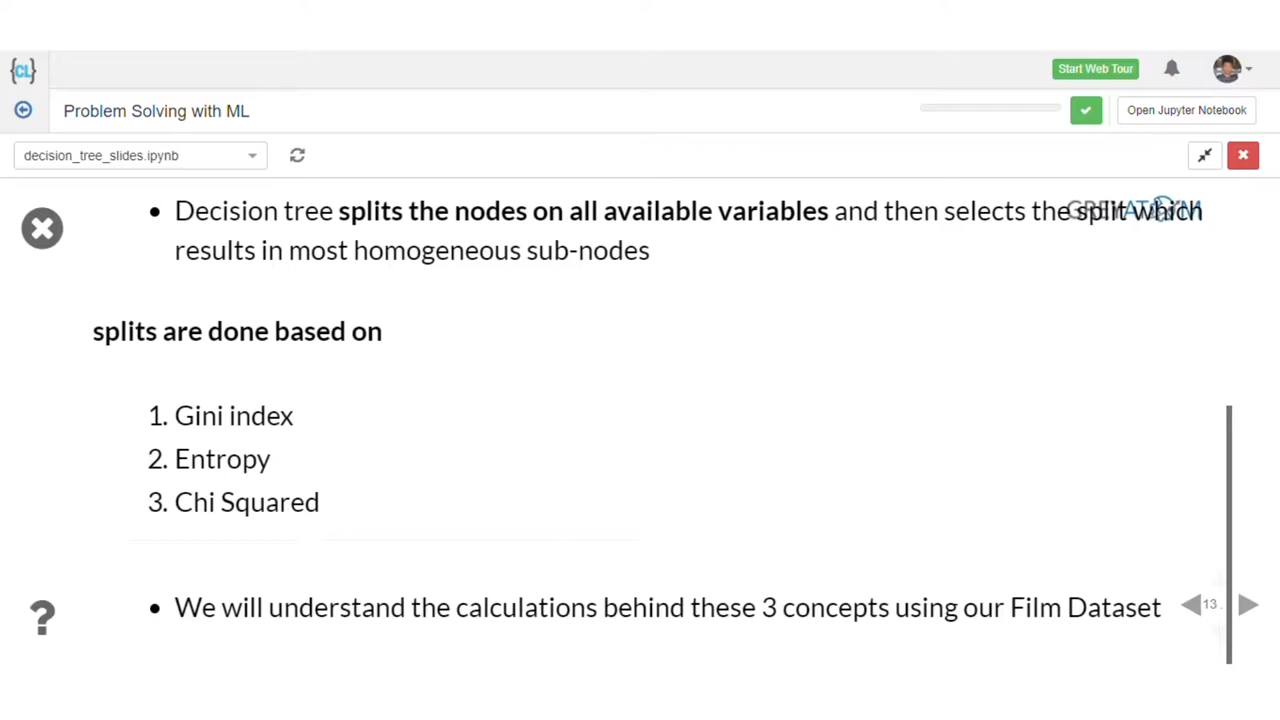 {CL}
Start Web Tour
Problem Solving with ML
Open Jupyter Notebook
decision_tree_slides.ipynb
GREYATOM
• Decision tree splits the nodes on all available variables and then selects the split which
results in most homogeneous sub-nodes
splits are done based on
1. Gini index
2. Entropy
3. Chi Squared
• We will understand the calculations behind these 3 concepts using our Film Dataset
?
13 .